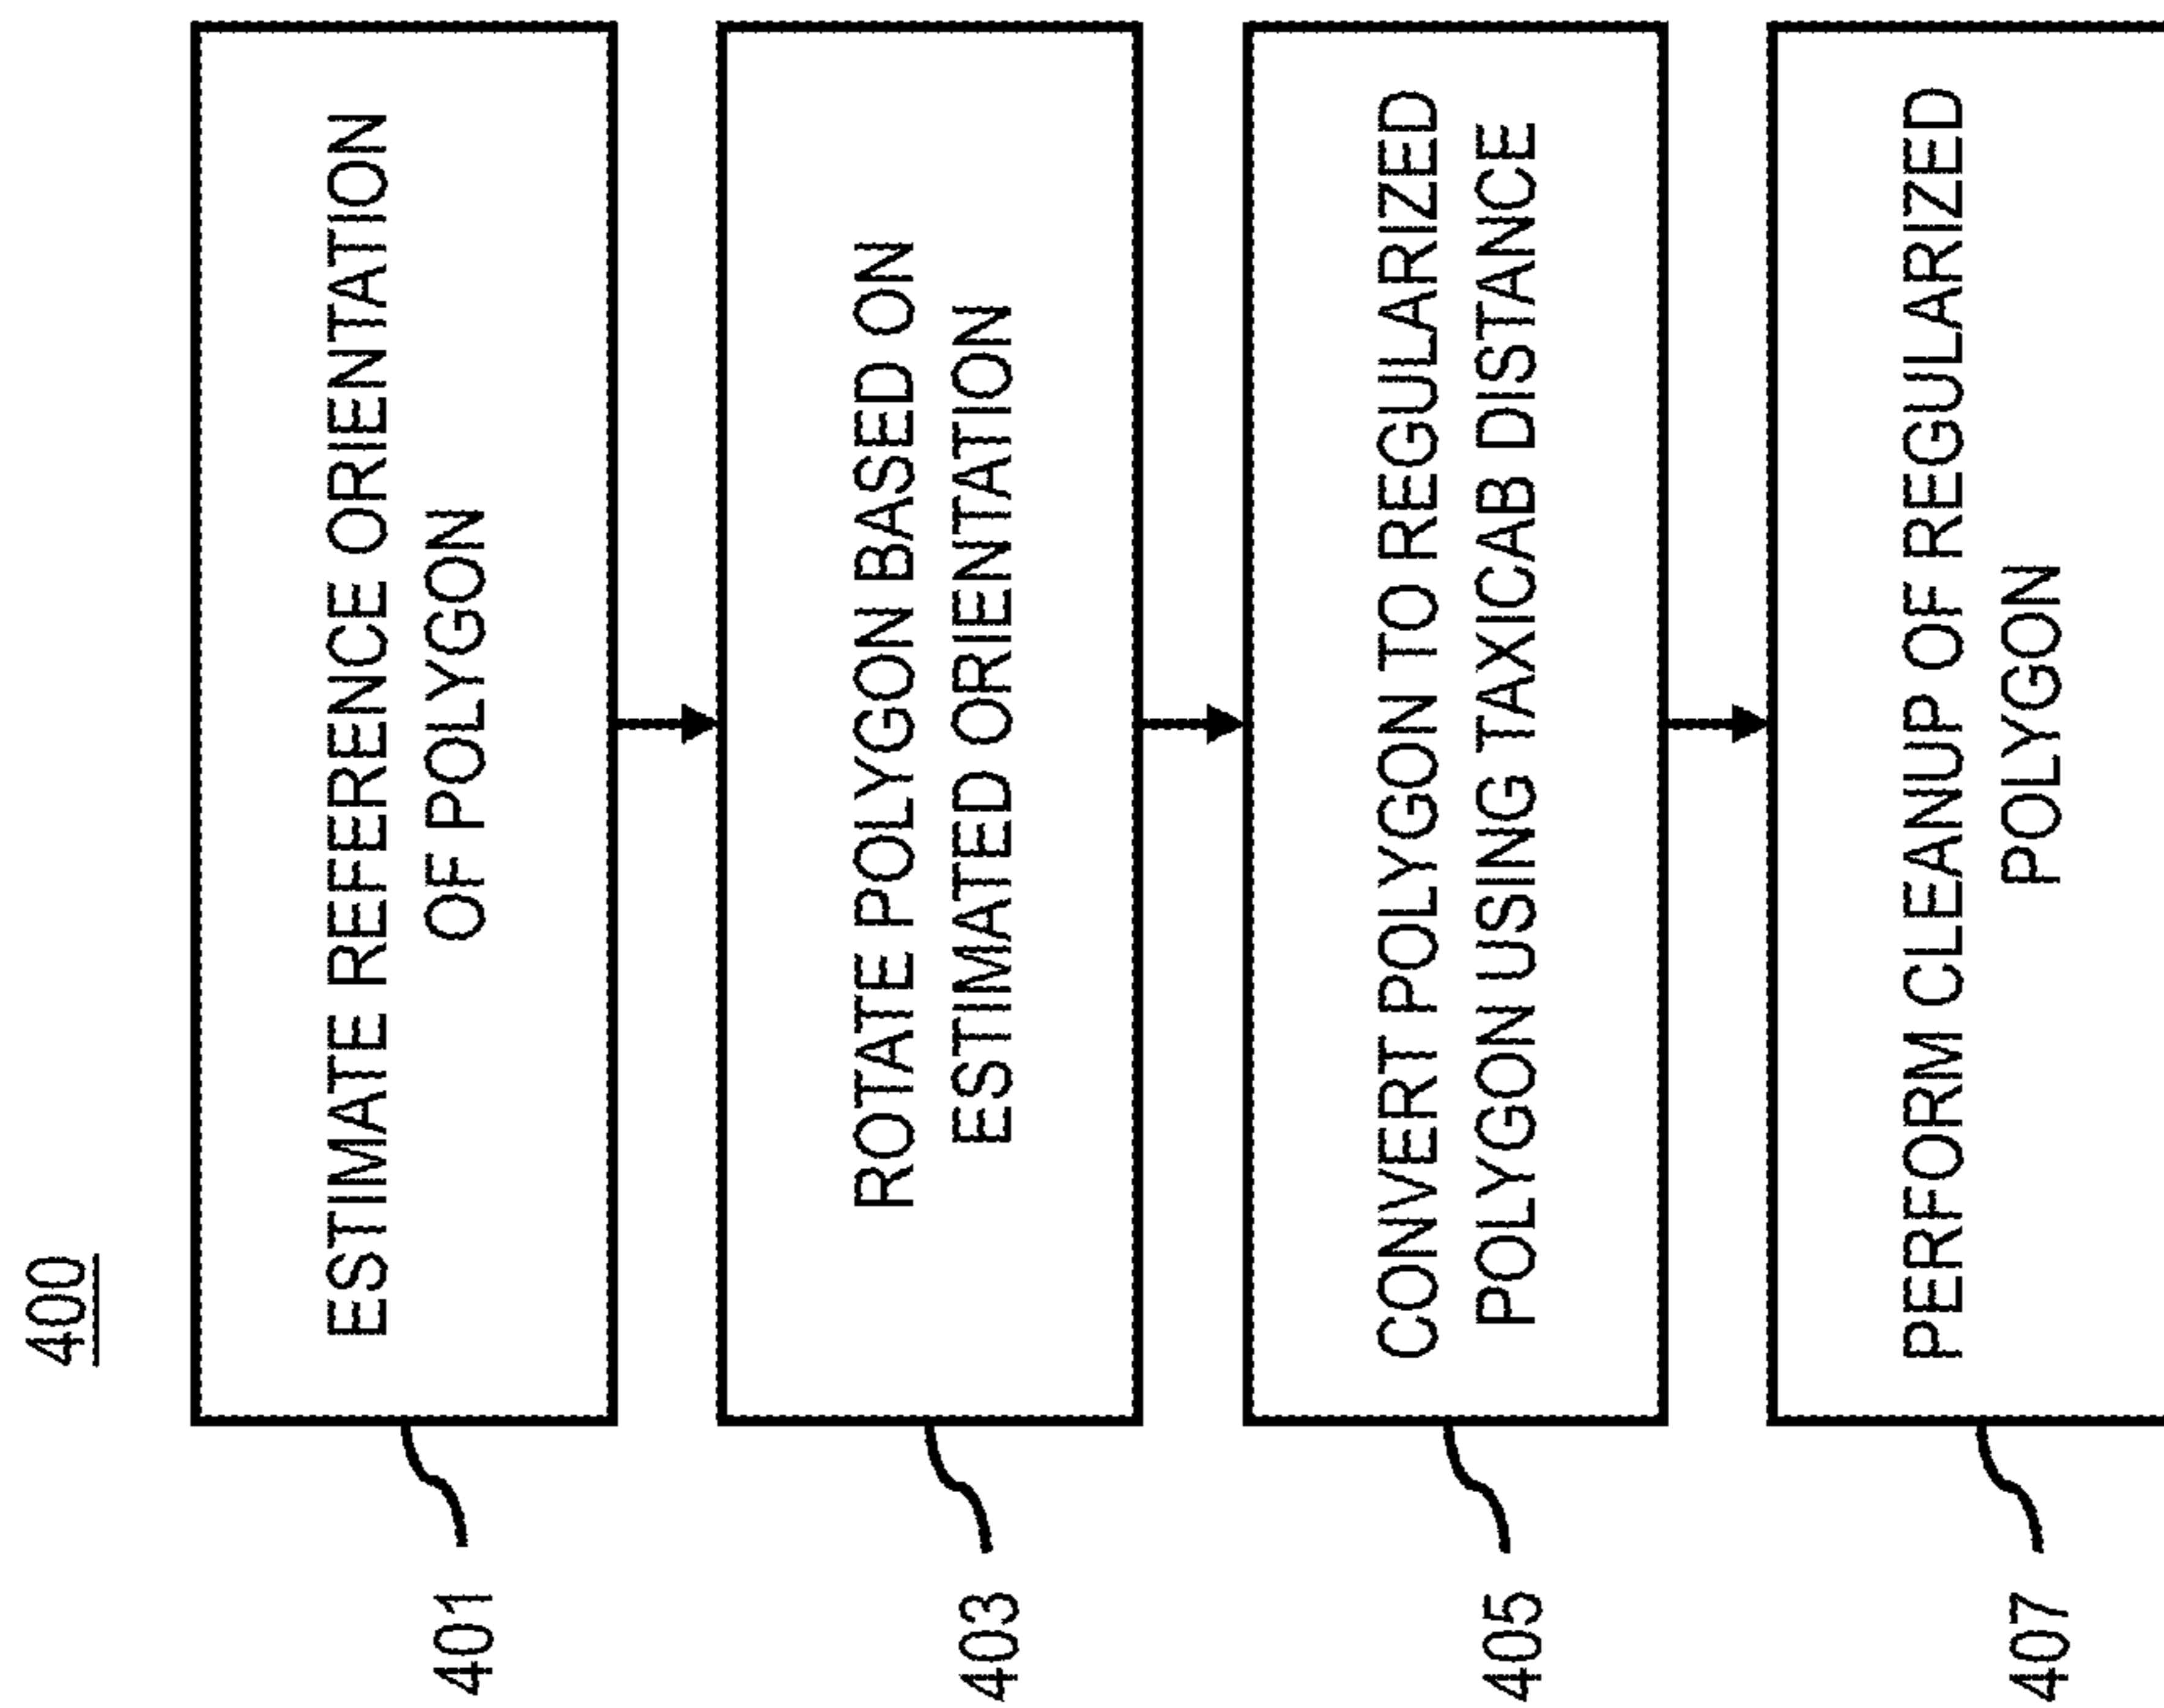 400
401
ESTIMATE REFERENCE ORIENTATION
OF POLYGON
403
ROTATE POLYGON BASED ON
ESTIMATED ORIENTATION
405
CONVERT POLYGON TO REGULARIZED
POLYGON USING TAXICAB DISTANCE
407
PERFORM CLEANUP OF REGULARIZED
POLYGON